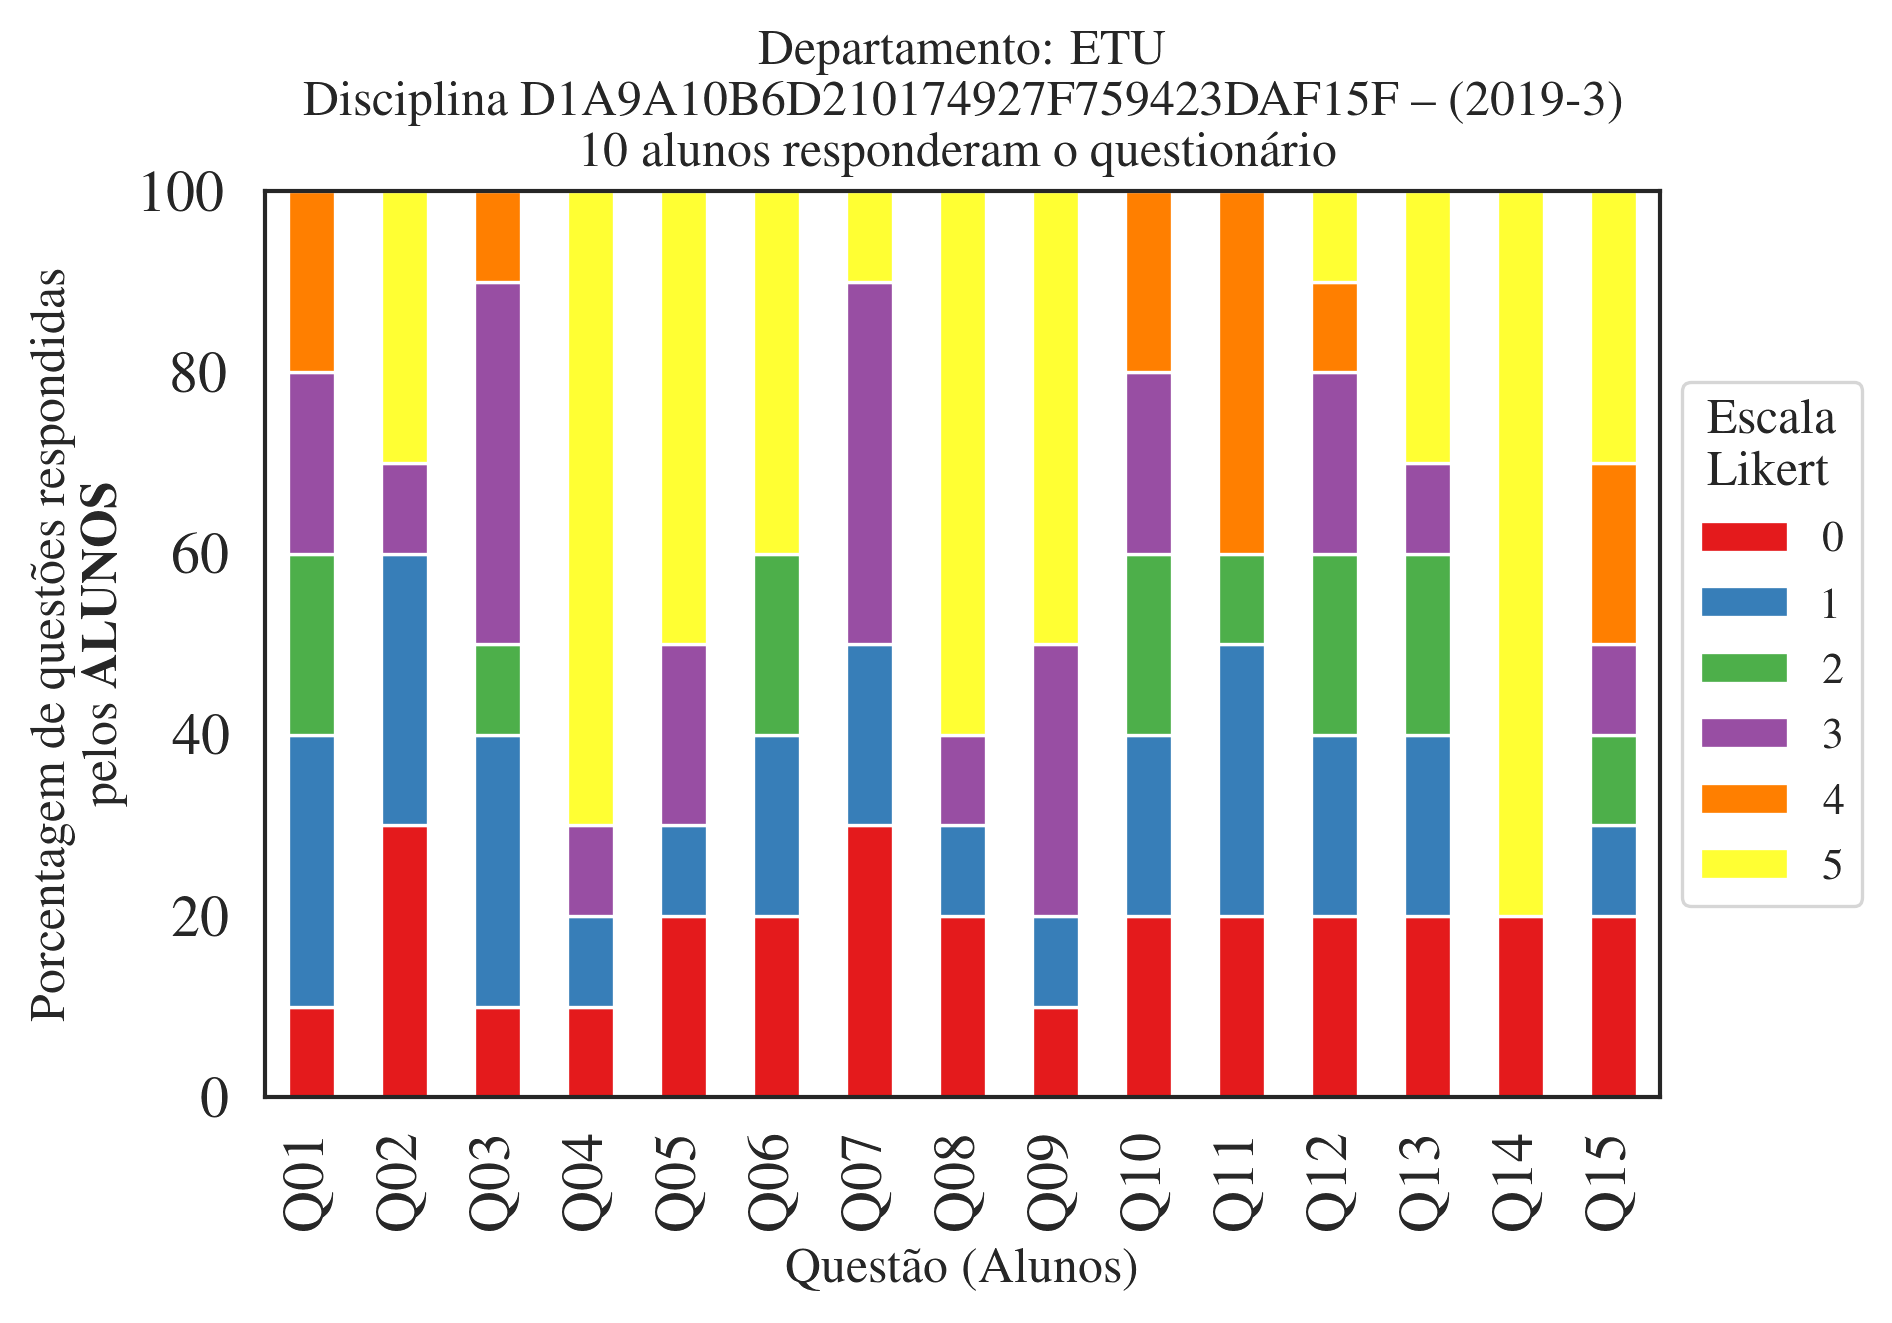 Departamento: ETU
Disciplina D1A9A10B6D210174927F759423DAF15F – (2019-3)
10 alunos responderam o questionário
Porcentagem de questões respondidas
pelos ALUNOS
100
80
60
40
20
0
Q01
Q02
Q03
Q04
Q05
Q06
Q07
Q08
Q09
Q10
Q11
Q12
Q13
Q14
Q15
Questão (Alunos)
Escala
Likert
0
1
2
3
4
5